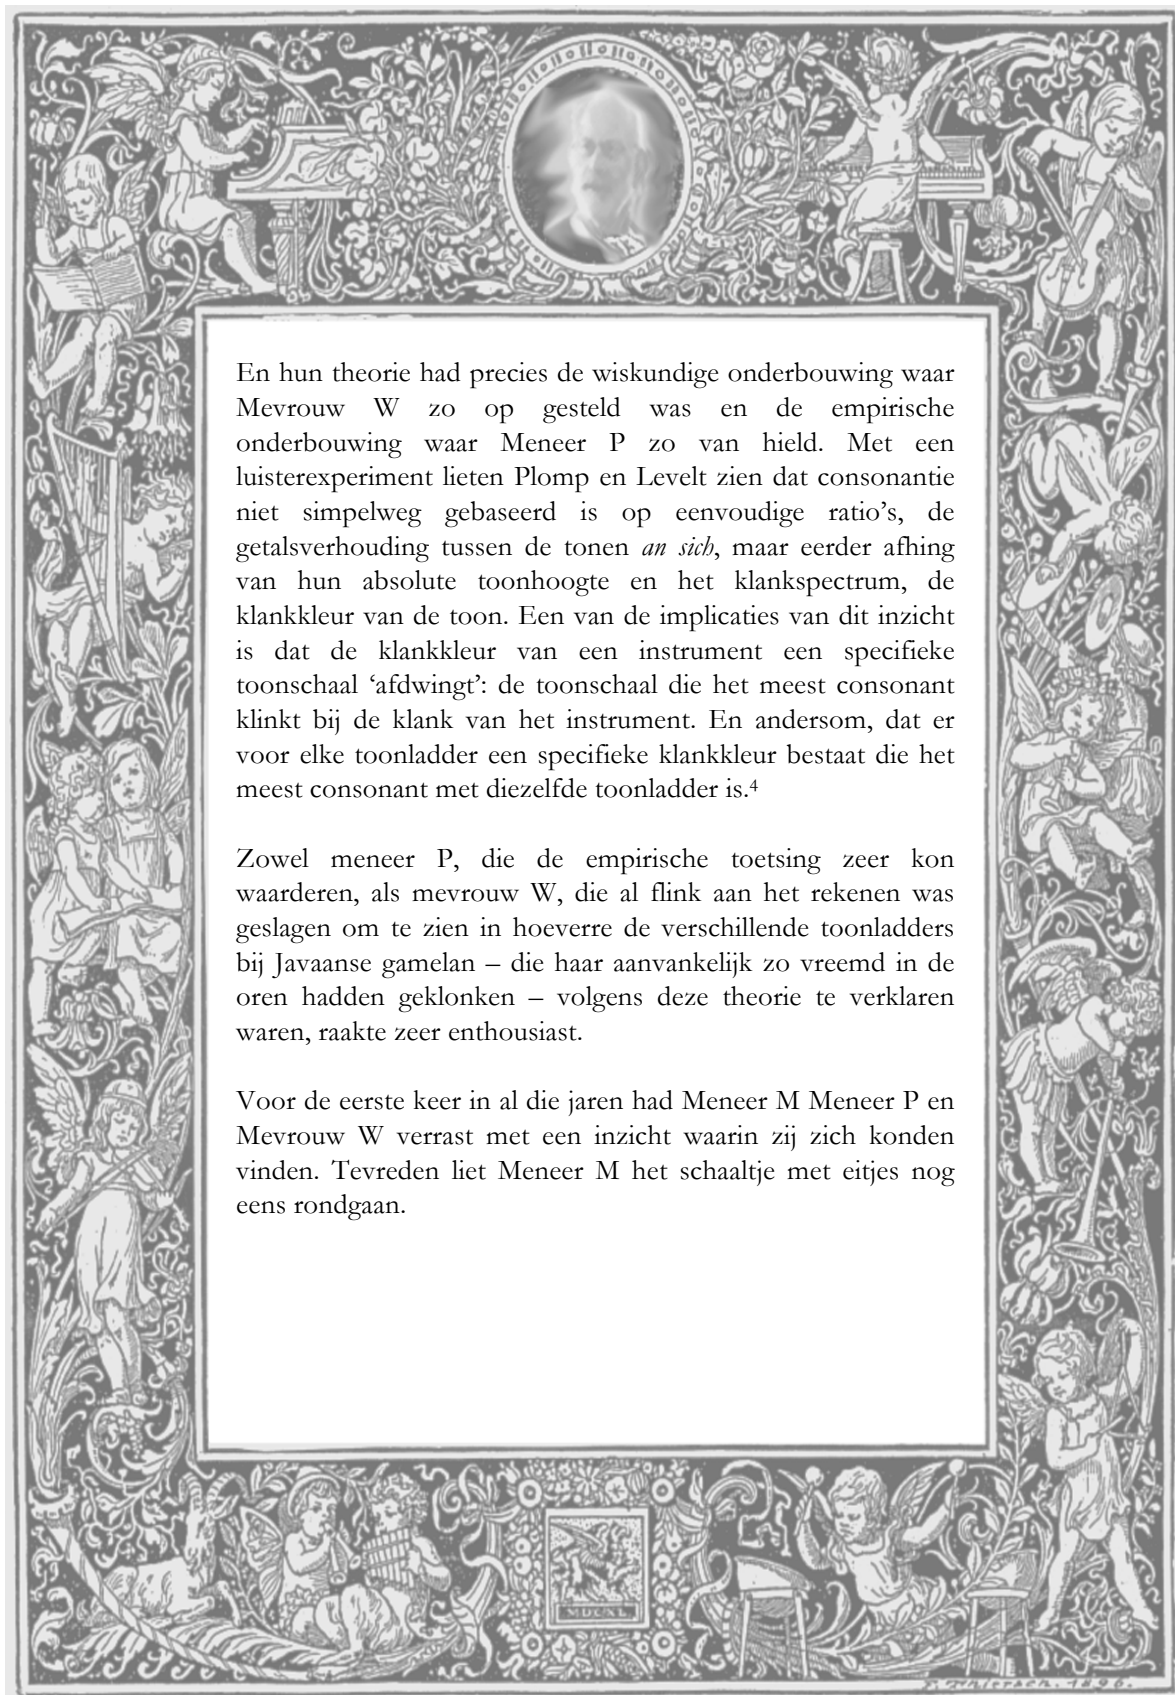 En hun theorie had precies de wiskundige onderbouwing waar
Mevrouw W zo op gesteld was en de empirische
onderbouwing waar Meneer P zo van hield. Met een
luisterexperiment lieten Plomp en Levelt zien dat consonantie
niet simpelweg gebaseerd is op eenvoudige ratio’s, de
getalsverhouding tussen de tonen an sich, maar eerder afhing
van hun absolute toonhoogte en het klankspectrum, de
klankkleur van de toon. Een van de implicaties van dit inzicht
is dat de klankkleur van een instrument een specifieke
toonschaal ‘afdwingt’: de toonschaal die het meest consonant
klinkt bij de klank van het instrument. En andersom, dat er
voor elke toonladder een specifieke klankkleur bestaat die het
meest consonant met diezelfde toonladder is.4
Zowel meneer P, die de empirische toetsing zeer kon
waarderen, als mevrouw W, die al flink aan het rekenen was
geslagen om te zien in hoeverre de verschillende toonladders
bij Javaanse gamelan – die haar aanvankelijk zo vreemd in de
oren hadden geklonken – volgens deze theorie te verklaren
waren, raakte zeer enthousiast.
Voor de eerste keer in al die jaren had Meneer M Meneer P en
Mevrouw W verrast met een inzicht waarin zij zich konden
vinden. Tevreden liet Meneer M het schaaltje met eitjes nog
eens rondgaan.
MDCXL